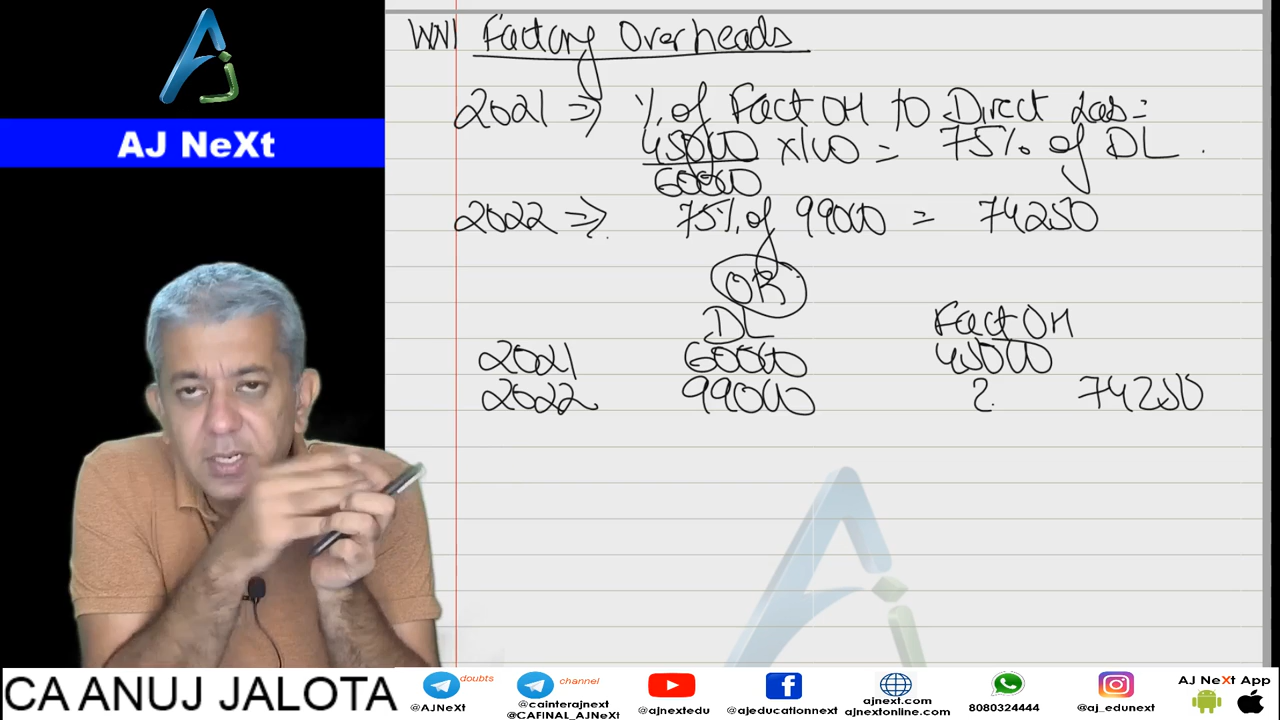 AJ NeXt
WN1 Factory Overheads
2021 ⇒ % of Fact OH to Direct Lab =
45000 x100 = 75% of DL.
60000
2022 ⇒ 75% of 99000 = 74250
OR
DL Fact OH
2021 60000 45000
2022 99000 ? 74250
CA ANUJ JALOTA
doubts
@AJNeXt
channel
@cainterajnext
@CAFINAL_AJNeXt
@ajnextedu
@ajeducationnext
ajnext.com
ajnextonline.com
8080324444
@aj_edunext
AJ NeXt App